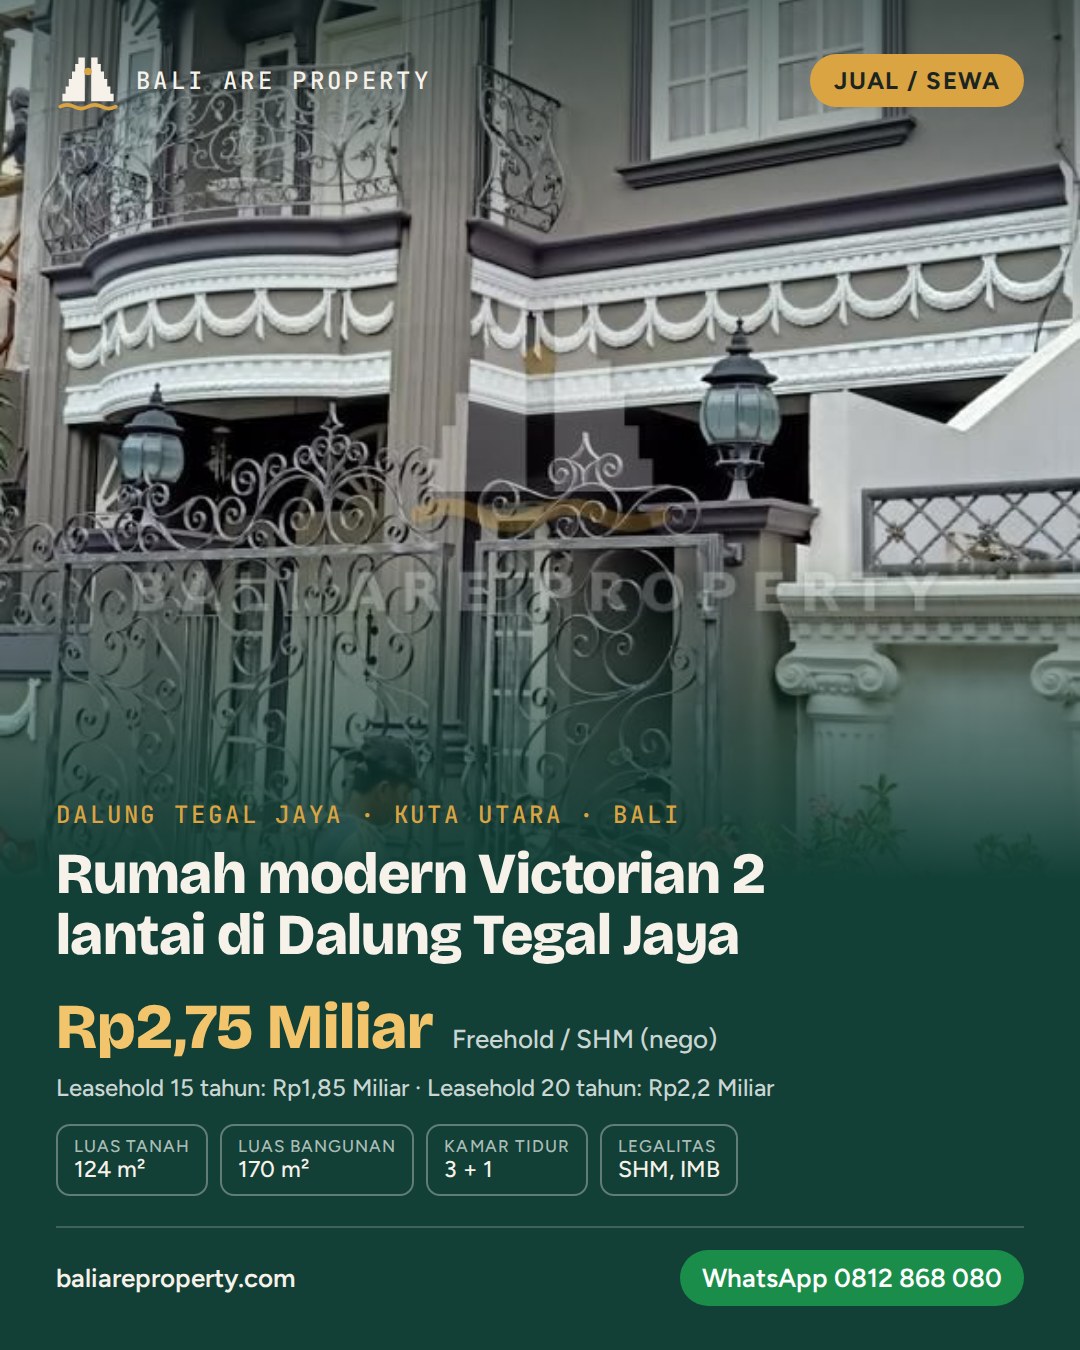 BALI ARE PROPERTY
JUAL / SEWA
BALI ARE PROPERTY
DALUNG TEGAL JAYA · KUTA UTARA · BALI
Rumah modern Victorian 2
lantai di Dalung Tegal Jaya
Rp2,75 Miliar Freehold / SHM (nego)
Leasehold 15 tahun: Rp1,85 Miliar · Leasehold 20 tahun: Rp2,2 Miliar
LUAS TANAH
124 m²
LUAS BANGUNAN
170 m²
KAMAR TIDUR
3 + 1
LEGALITAS
SHM, IMB
baliareproperty.com
WhatsApp 0812 868 080